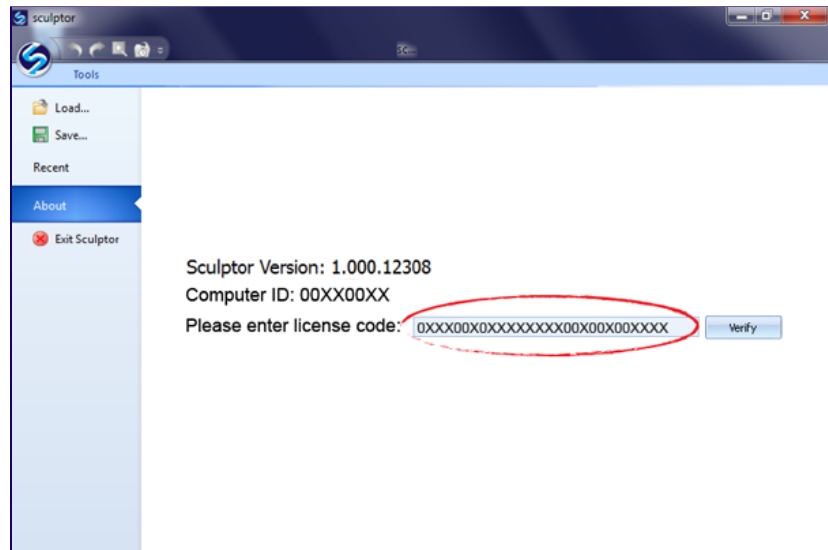 sculptor
sc...
Tools
Load...
Save...
Recent
About
Exit Sculptor
Sculptor Version: 1.000.12308
Computer ID: 00XX00XX
Please enter license code: 0XXX00X0XXXXXXXX00X00X00XXXX Verify